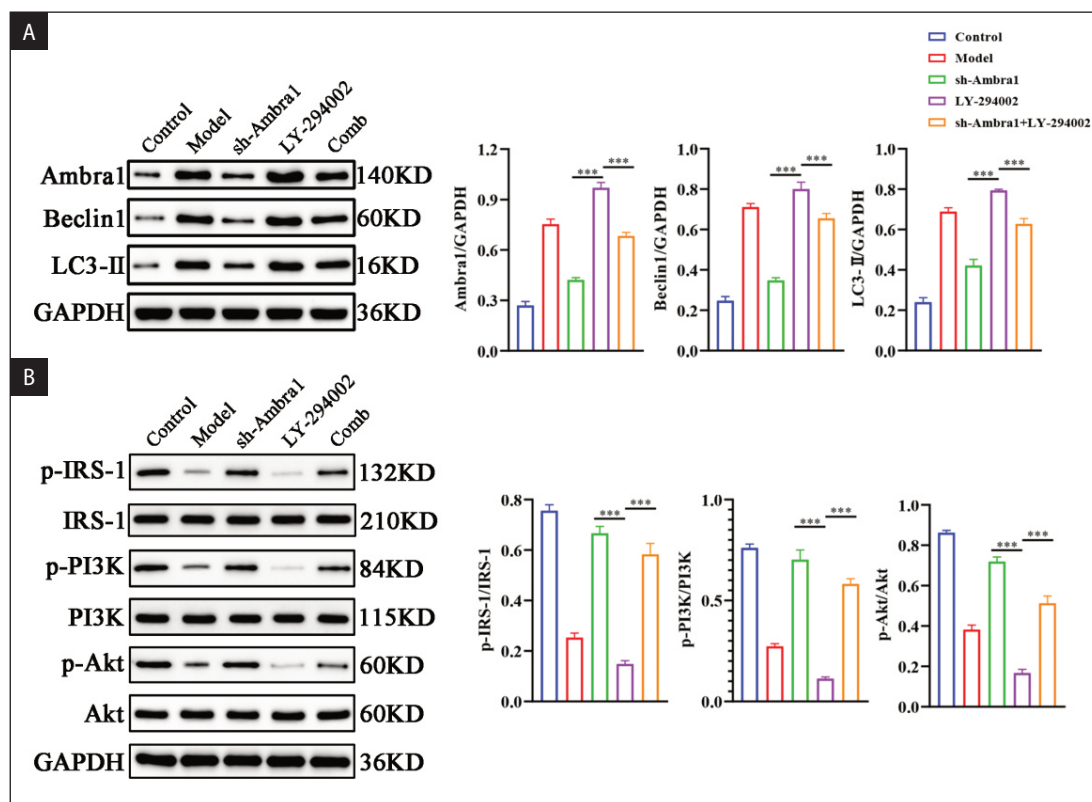 A
Control
Model
sh-Ambra1
LY-294002
Comb
Ambra1 140KD
Beclin1 60KD
LC3-II 16KD
GAPDH 36KD
Control
Model
sh-Ambra1
LY-294002
sh-Ambra1+LY-294002
Ambra1/GAPDH
1.2
0.9
0.6
0.3
0.0
*** ***
Beclin1/GAPDH
1.0
0.8
0.6
0.4
0.2
0.0
*** ***
LC3-II/GAPDH
1.0
0.8
0.6
0.4
0.2
0.0
*** ***
B
Control
Model
sh-Ambra1
LY-294002
Comb
p-IRS-1 132KD
IRS-1 210KD
p-PI3K 84KD
PI3K 115KD
p-Akt 60KD
Akt 60KD
GAPDH 36KD
p-IRS-1/IRS-1
0.8
0.6
0.4
0.2
0.0
*** ***
p-PI3K/PI3K
1.0
0.5
0.0
*** ***
p-Akt/Akt
1.0
0.8
0.6
0.4
0.2
0.0
*** ***